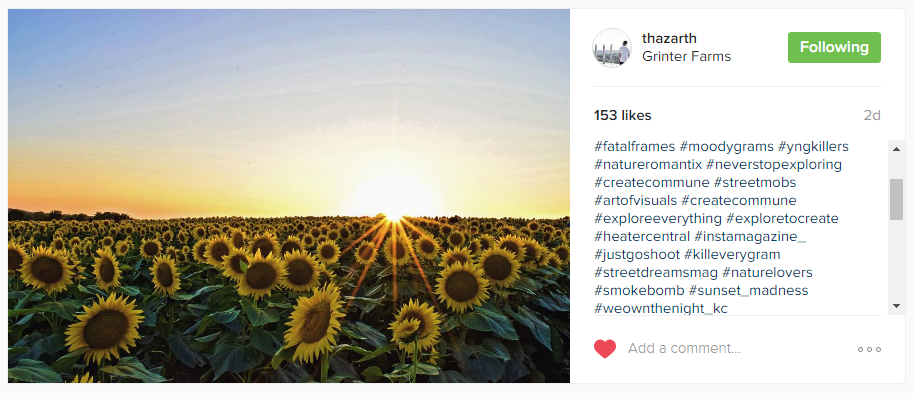 thazarth
Grinter Farms
Following
153 likes
2d
#fatalframes #moodygrams #yngkillers
#natureromantix #neverstopexploring
#createcommune #streetmobs
#artofvisuals #createcommune
#exploreeverything #exploretocreate
#heatercentral #instamagazine_
#justgoshoot #killeverygram
#streetdreamsmag #naturelovers
#smokebomb #sunset_madness
#weownthenight_kc
Add a comment...